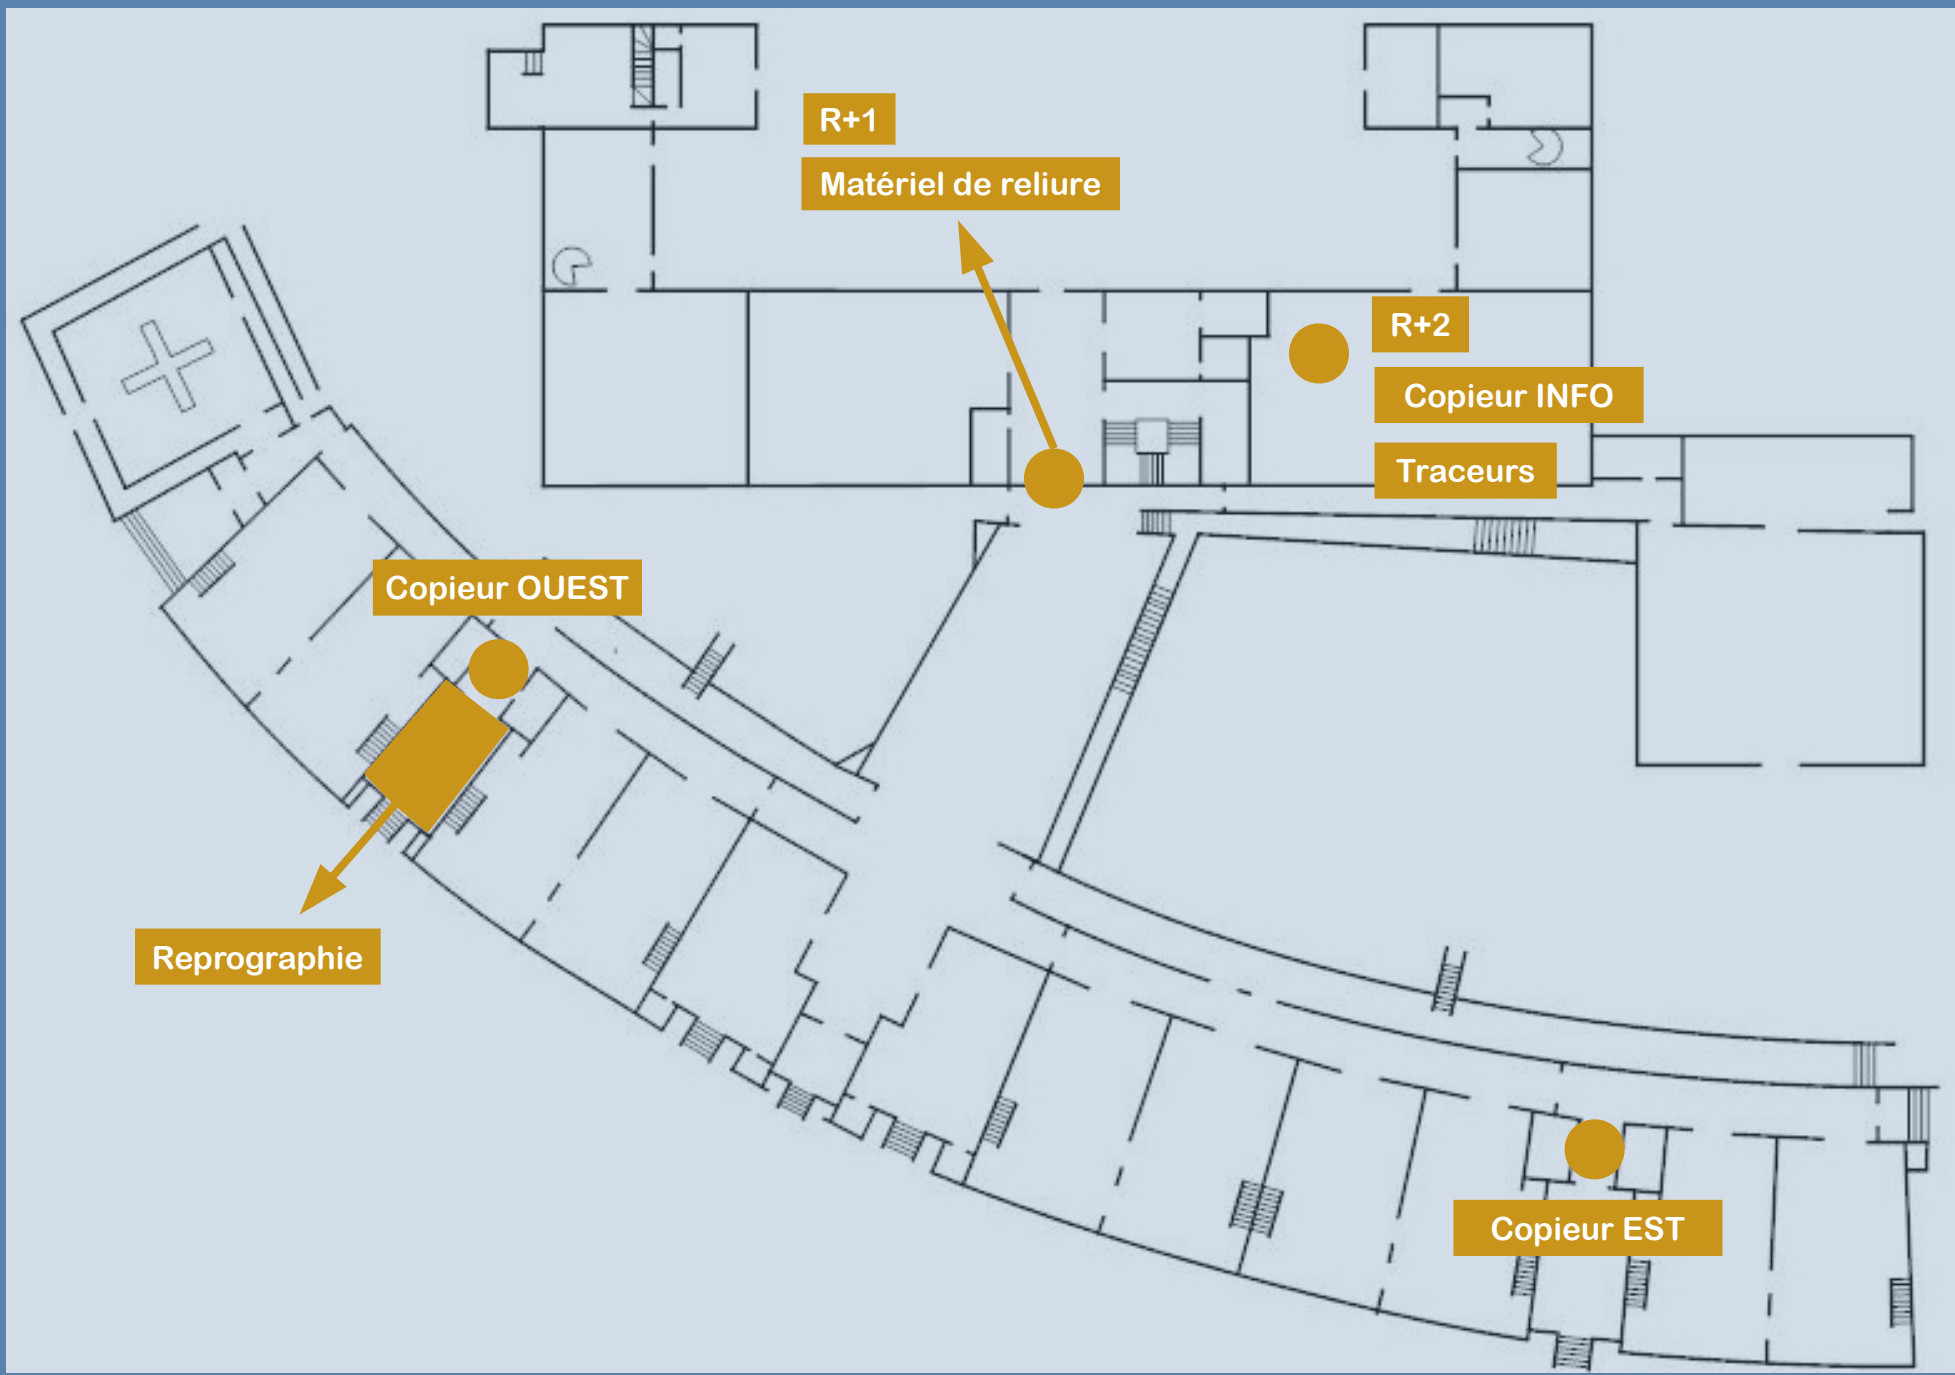 R+1
Matériel de reliure
R+2
Copieur INFO
Traceurs
Copieur OUEST
Reprographie
Copieur EST